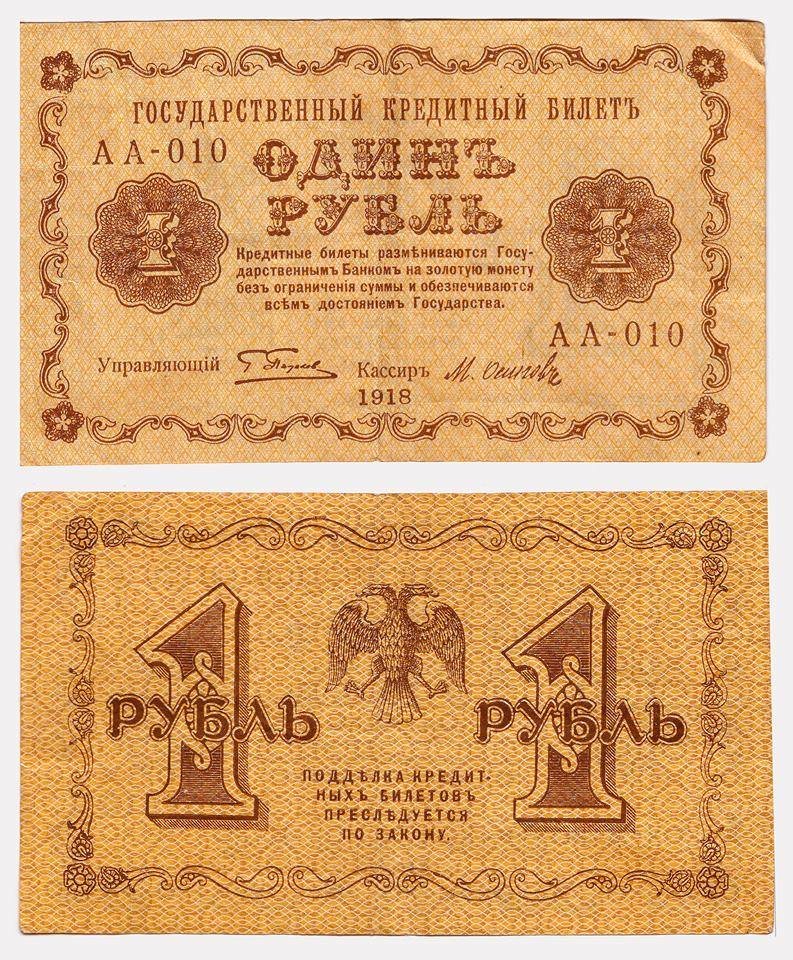 ГОСУДАРСТВЕННЫЙ КРЕДИТНЫЙ БИЛЕТЪ
АА-010
ОДИНЪ
РУБЛЬ
1
1
Кредитные билеты размѣниваются Госу-
дарственнымъ Банкомъ на золотую монету
безъ ограниченія суммы и обезпечиваются
всѣмъ достояніемъ Государства.
АА-010
Управляющій
Кассиръ М. Осиповъ
1918
1 РУБЛЬ
1 РУБЛЬ
ПОДДѢЛКА КРЕДИТ-
НЫХЪ БИЛЕТОВЪ
ПРЕСЛѢДУЕТСЯ
ПО ЗАКОНУ.